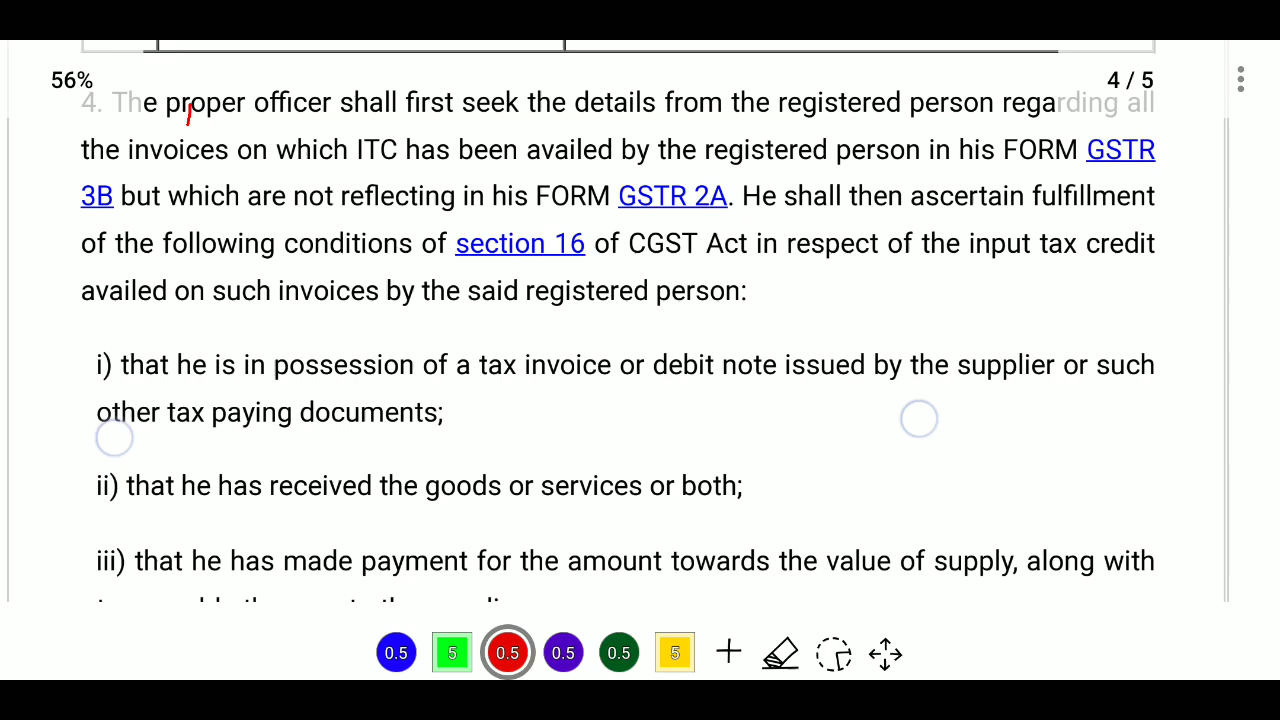 56%
4 / 5
4. The proper officer shall first seek the details from the registered person regarding all
the invoices on which ITC has been availed by the registered person in his FORM GSTR
3B but which are not reflecting in his FORM GSTR 2A. He shall then ascertain fulfillment
of the following conditions of section 16 of CGST Act in respect of the input tax credit
availed on such invoices by the said registered person:
i) that he is in possession of a tax invoice or debit note issued by the supplier or such
other tax paying documents;
ii) that he has received the goods or services or both;
iii) that he has made payment for the amount towards the value of supply, along with
0.5 5 0.5 0.5 0.5 5